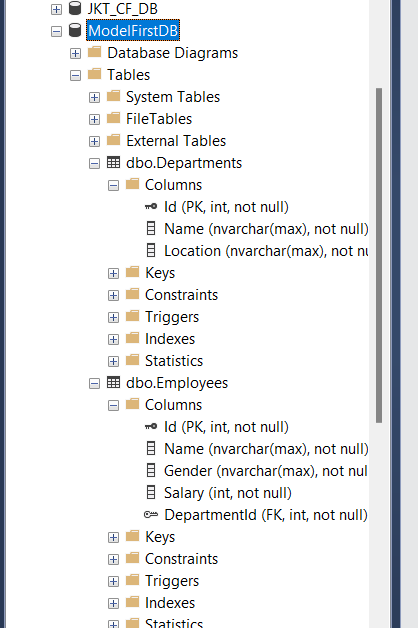 JKT_CF_DB
ModelFirstDB
Database Diagrams
Tables
System Tables
FileTables
External Tables
dbo.Departments
Columns
Id (PK, int, not null)
Name (nvarchar(max), not null)
Location (nvarchar(max), not nu
Keys
Constraints
Triggers
Indexes
Statistics
dbo.Employees
Columns
Id (PK, int, not null)
Name (nvarchar(max), not null)
Gender (nvarchar(max), not nul
Salary (int, not null)
DepartmentId (FK, int, not null)
Keys
Constraints
Triggers
Indexes
Statistics